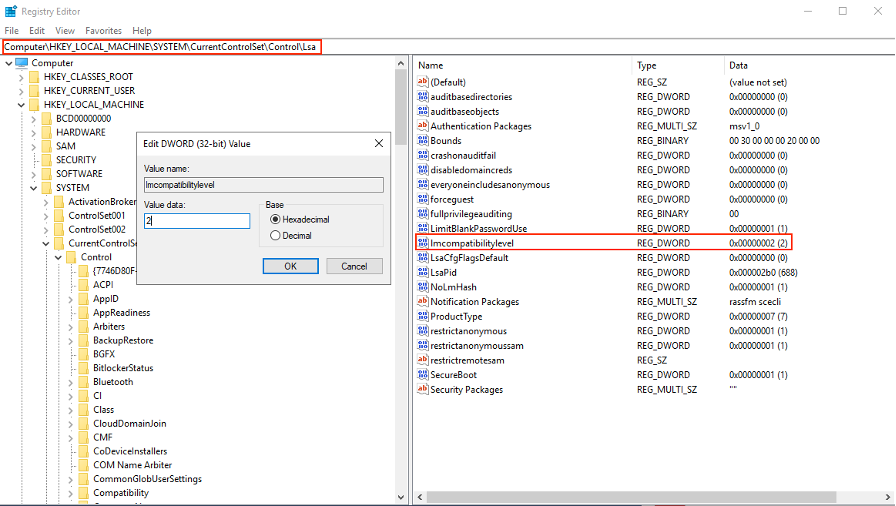 Registry Editor
File Edit View Favorites Help
Computer\HKEY_LOCAL_MACHINE\SYSTEM\CurrentControlSet\Control\Lsa
Computer
HKEY_CLASSES_ROOT
HKEY_CURRENT_USER
HKEY_LOCAL_MACHINE
BCD00000000
HARDWARE
SAM
SECURITY
SOFTWARE
SYSTEM
ActivationBroker
ControlSet001
ControlSet002
CurrentControlSe
Control
{7746D80F-
ACPI
AppID
AppReadiness
Arbiters
BackupRestore
BGFX
BitlockerStatus
Bluetooth
CI
Class
CloudDomainJoin
CMF
CoDeviceInstallers
COM Name Arbiter
CommonGlobUserSettings
Compatibility
Edit DWORD (32-bit) Value
Value name:
lmcompatibilitylevel
Value data:
2
Base
Hexadecimal
Decimal
OK Cancel
Name Type Data
(Default) REG_SZ (value not set)
auditbasedirectories REG_DWORD 0x00000000 (0)
auditbaseobjects REG_DWORD 0x00000000 (0)
Authentication Packages REG_MULTI_SZ msv1_0
Bounds REG_BINARY 00 30 00 00 00 20 00 00
crashonauditfail REG_DWORD 0x00000000 (0)
disabledomaincreds REG_DWORD 0x00000000 (0)
everyoneincludesanonymous REG_DWORD 0x00000000 (0)
forceguest REG_DWORD 0x00000000 (0)
fullprivilegeauditing REG_BINARY 00
LimitBlankPasswordUse REG_DWORD 0x00000001 (1)
lmcompatibilitylevel REG_DWORD 0x00000002 (2)
LsaCfgFlagsDefault REG_DWORD 0x00000000 (0)
LsaPid REG_DWORD 0x000002b0 (688)
NoLmHash REG_DWORD 0x00000001 (1)
Notification Packages REG_MULTI_SZ rassfm scecli
ProductType REG_DWORD 0x00000007 (7)
restrictanonymous REG_DWORD 0x00000001 (1)
restrictanonymoussam REG_DWORD 0x00000001 (1)
restrictremotesam REG_SZ
SecureBoot REG_DWORD 0x00000001 (1)
Security Packages REG_MULTI_SZ ""